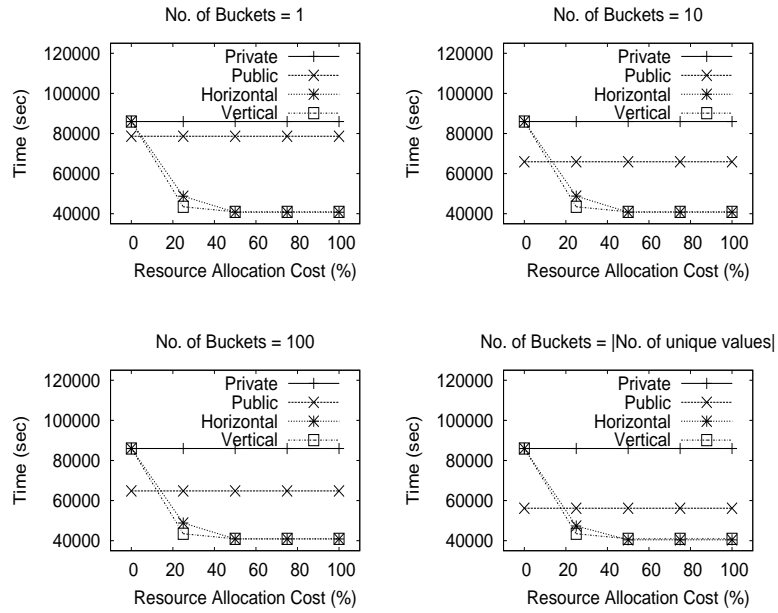 No. of Buckets = 1
120000
100000
80000
60000
40000
Time (sec)
Private
Public
Horizontal
Vertical
0 20 40 60 80 100
Resource Allocation Cost (%)
No. of Buckets = 10
120000
100000
80000
60000
40000
Time (sec)
Private
Public
Horizontal
Vertical
0 20 40 60 80 100
Resource Allocation Cost (%)
No. of Buckets = 100
120000
100000
80000
60000
40000
Time (sec)
Private
Public
Horizontal
Vertical
0 20 40 60 80 100
Resource Allocation Cost (%)
No. of Buckets = |No. of unique values|
120000
100000
80000
60000
40000
Time (sec)
Private
Public
Horizontal
Vertical
0 20 40 60 80 100
Resource Allocation Cost (%)